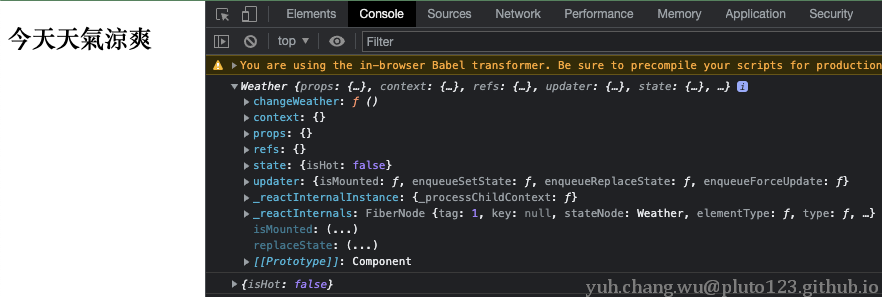 今天天氣涼爽
Elements Console Sources Network Performance Memory Application Security
top Filter
You are using the in-browser Babel transformer. Be sure to precompile your scripts for production
Weather {props: {…}, context: {…}, refs: {…}, updater: {…}, state: {…}, …} i
changeWeather: ƒ ()
context: {}
props: {}
refs: {}
state: {isHot: false}
updater: {isMounted: ƒ, enqueueSetState: ƒ, enqueueReplaceState: ƒ, enqueueForceUpdate: ƒ}
_reactInternalInstance: {_processChildContext: ƒ}
_reactInternals: FiberNode {tag: 1, key: null, stateNode: Weather, elementType: ƒ, type: ƒ, …}
isMounted: (...)
replaceState: (...)
[[Prototype]]: Component
{isHot: false}
yuh.chang.wu@pluto123.github.io